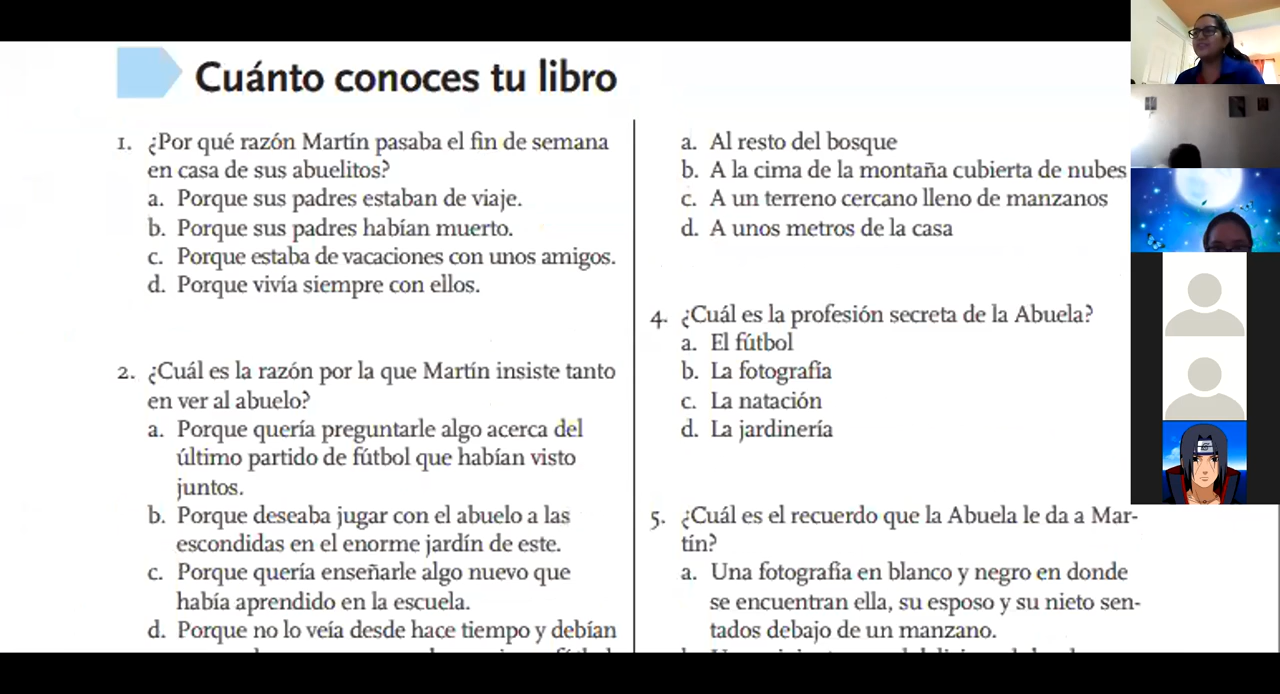 Cuánto conoces tu libro
1. ¿Por qué razón Martín pasaba el fin de semana
en casa de sus abuelitos?
a. Porque sus padres estaban de viaje.
b. Porque sus padres habían muerto.
c. Porque estaba de vacaciones con unos amigos.
d. Porque vivía siempre con ellos.
2. ¿Cuál es la razón por la que Martín insiste tanto
en ver al abuelo?
a. Porque quería preguntarle algo acerca del
último partido de fútbol que habían visto
juntos.
b. Porque deseaba jugar con el abuelo a las
escondidas en el enorme jardín de este.
c. Porque quería enseñarle algo nuevo que
había aprendido en la escuela.
d. Porque no lo veía desde hace tiempo y debían
a. Al resto del bosque
b. A la cima de la montaña cubierta de nubes
c. A un terreno cercano lleno de manzanos
d. A unos metros de la casa
4. ¿Cuál es la profesión secreta de la Abuela?
a. El fútbol
b. La fotografía
c. La natación
d. La jardinería
5. ¿Cuál es el recuerdo que la Abuela le da a Mar-
tín?
a. Una fotografía en blanco y negro en donde
se encuentran ella, su esposo y su nieto sen-
tados debajo de un manzano.